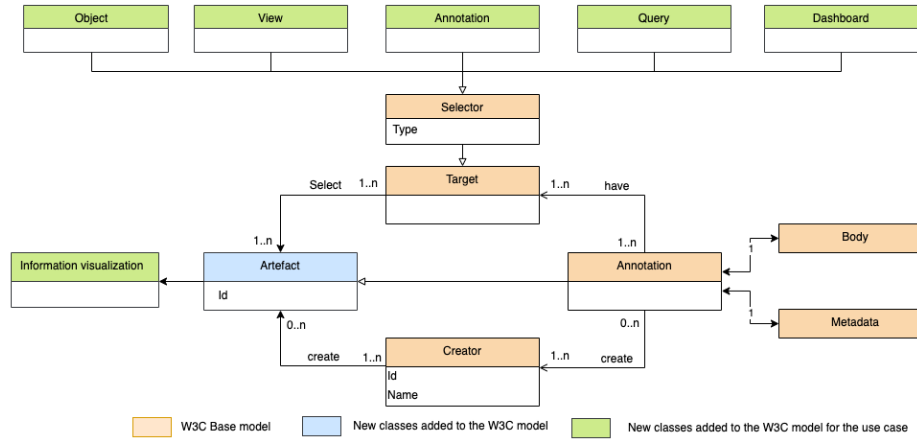 Object
View
Annotation
Query
Dashboard
Selector
Type
Target
Select
1..n
1..n
have
1..n
1..n
Body
1
Information visualization
Artefact
Annotation
Id
1
Metadata
0..n
0..n
create
1..n
Creator
1..n
create
Id
Name
W3C Base model
New classes added to the W3C model
New classes added to the W3C model for the use case